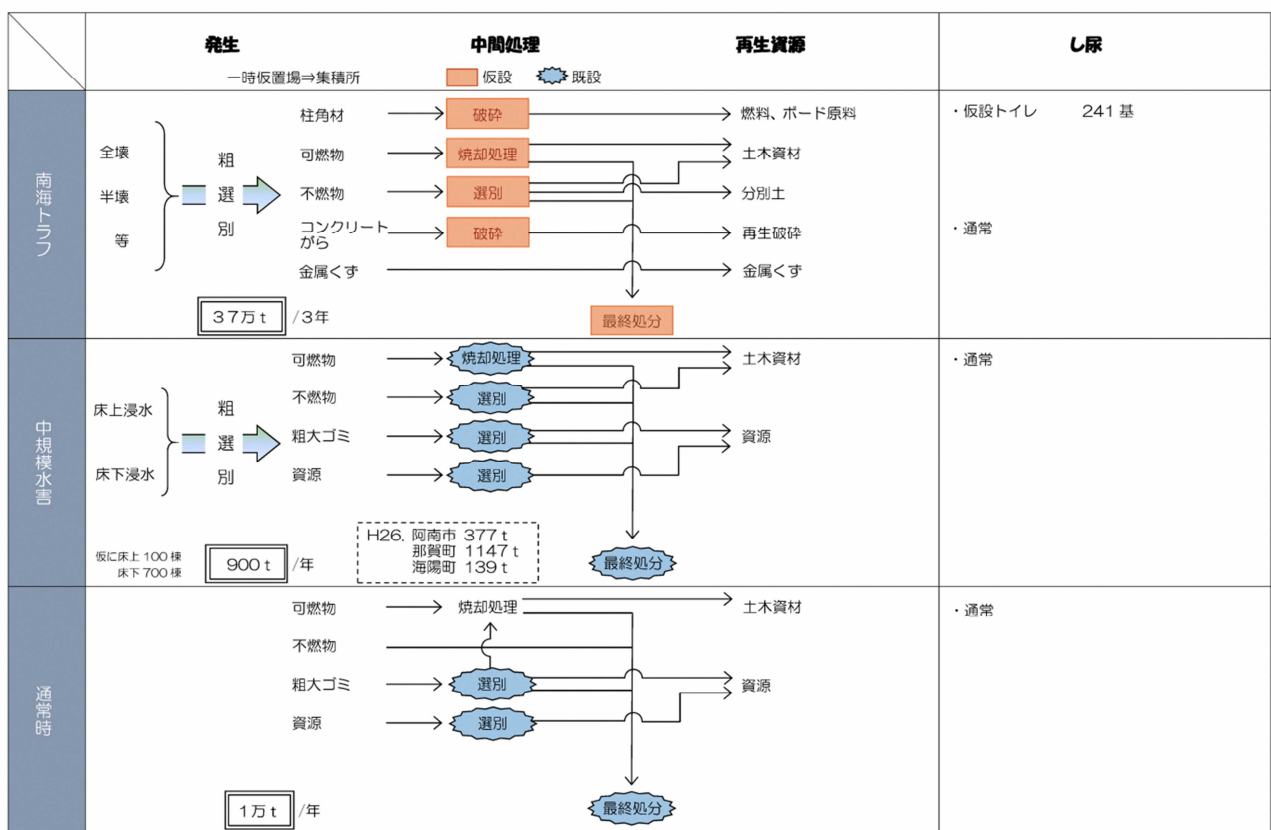 発生
中間処理
再生資源
し尿
一時仮置場⇒集積所
仮設
既設
南海トラフ
全壊
半壊
等
粗選別
柱角材
破砕
燃料、ボード原料
可燃物
焼却処理
土木資材
不燃物
選別
分別土
コンクリート
がら
破砕
再生破砕
金属くず
金属くず
37万t
/3年
最終処分
・仮設トイレ 241基
・通常
中規模水害
床上浸水
床下浸水
粗選別
可燃物
焼却処理
土木資材
不燃物
選別
粗大ゴミ
選別
資源
資源
選別
仮に床上100棟
床下700棟
900t
/年
H26. 阿南市 377t
那賀町 1147t
海陽町 139t
最終処分
・通常
通常時
可燃物
焼却処理
土木資材
不燃物
粗大ゴミ
選別
資源
資源
選別
1万t
/年
最終処分
・通常